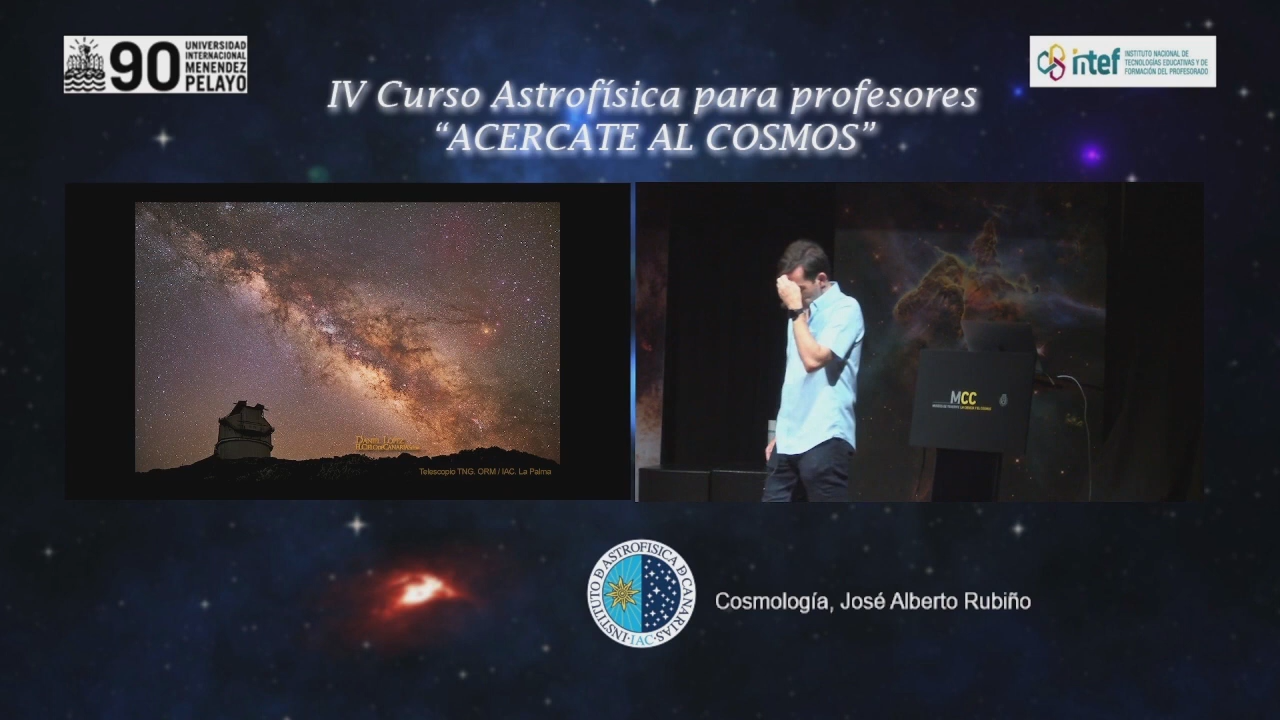 90
UNIVERSIDAD
INTERNACIONAL
MENENDEZ
PELAYO
intef
INSTITUTO NACIONAL DE
TECNOLOGÍAS EDUCATIVAS Y DE
FORMACIÓN DEL PROFESORADO
IV Curso Astrofísica para profesores
“ACERCATE AL COSMOS”
DANIEL LÓPEZ
Telescopio TNG. ORM / IAC. La Palma
MCC
INSTITUTO D ASTROFISICA D CANARIAS
·IAC·
Cosmología, José Alberto Rubiño